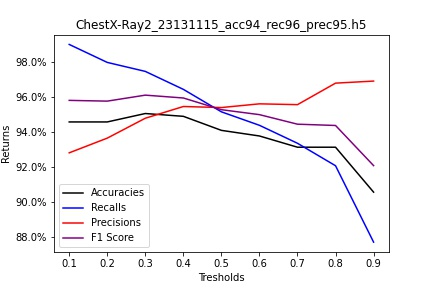 ChestX-Ray2_23131115_acc94_rec96_prec95.h5
Returns
98.0%
96.0%
94.0%
92.0%
90.0%
88.0%
Accuracies
Recalls
Precisions
F1 Score
0.1 0.2 0.3 0.4 0.5 0.6 0.7 0.8 0.9
Tresholds